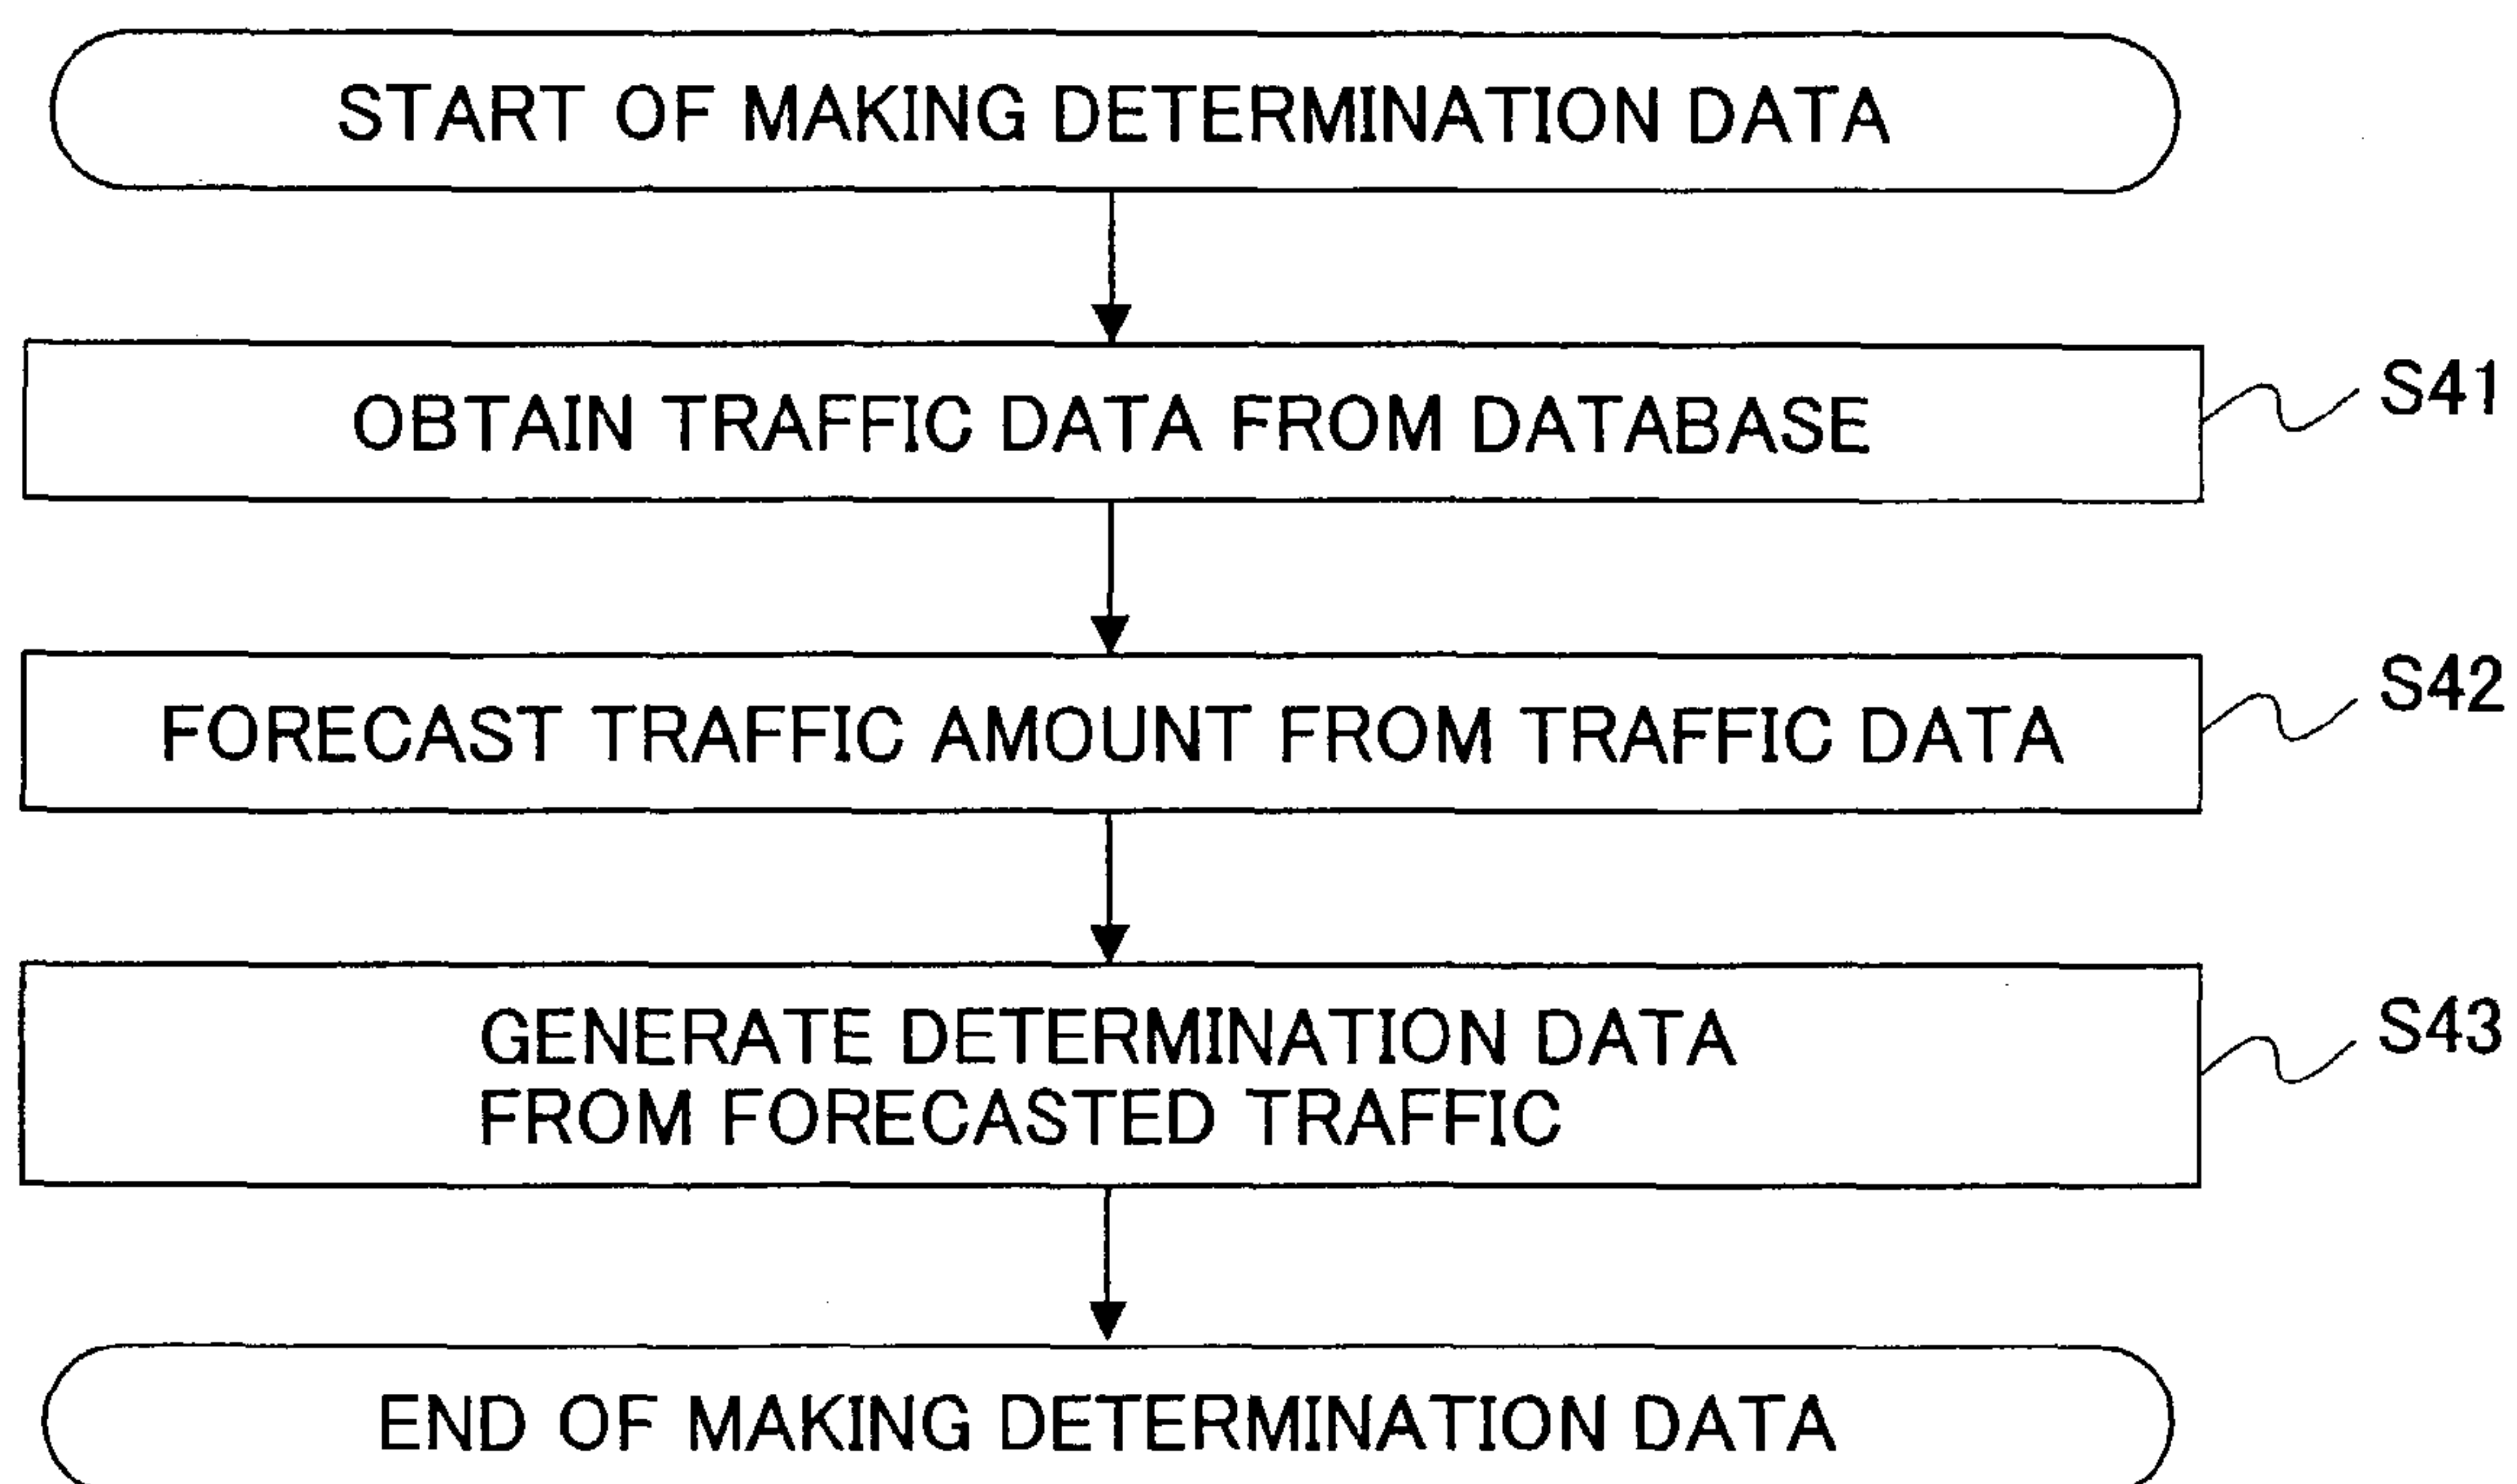 START OF MAKING DETERMINATION DATA
OBTAIN TRAFFIC DATA FROM DATABASE
S41
FORECAST TRAFFIC AMOUNT FROM TRAFFIC DATA
S42
GENERATE DETERMINATION DATA
FROM FORECASTED TRAFFIC
S43
END OF MAKING DETERMINATION DATA